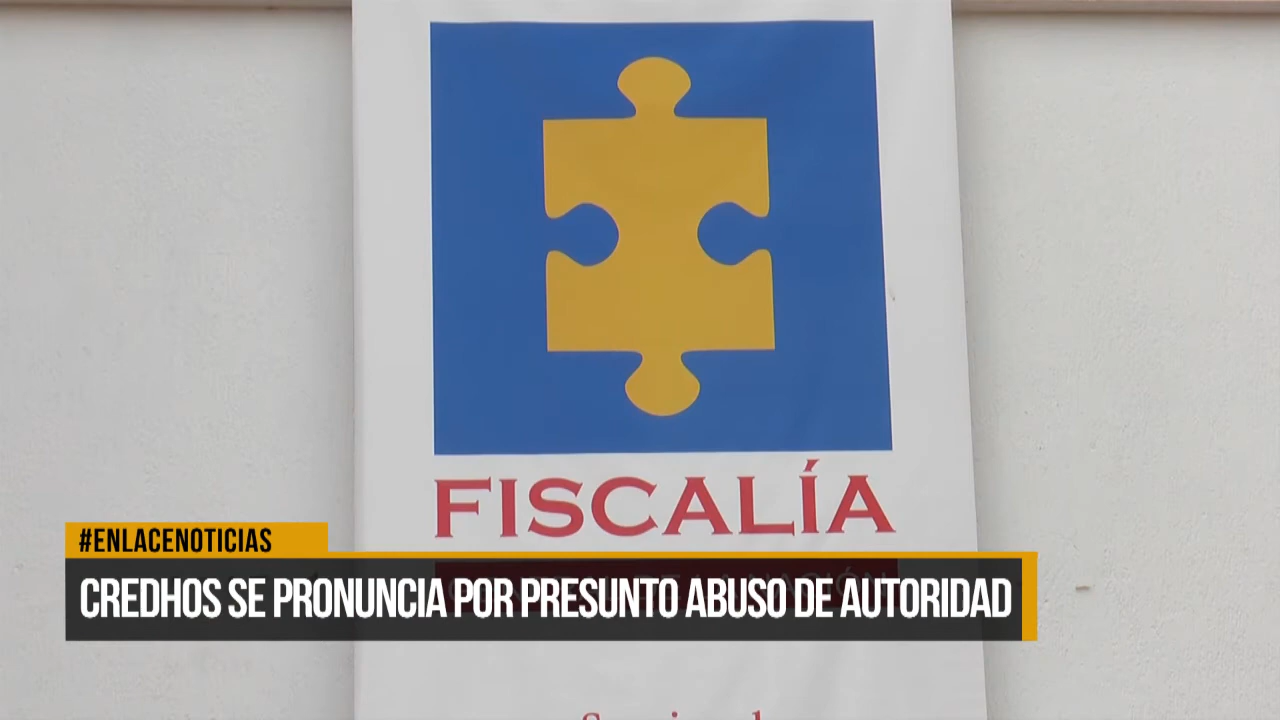 FISCALÍA
#ENLACENOTICIAS
CREDHOS SE PRONUNCIA POR PRESUNTO ABUSO DE AUTORIDAD